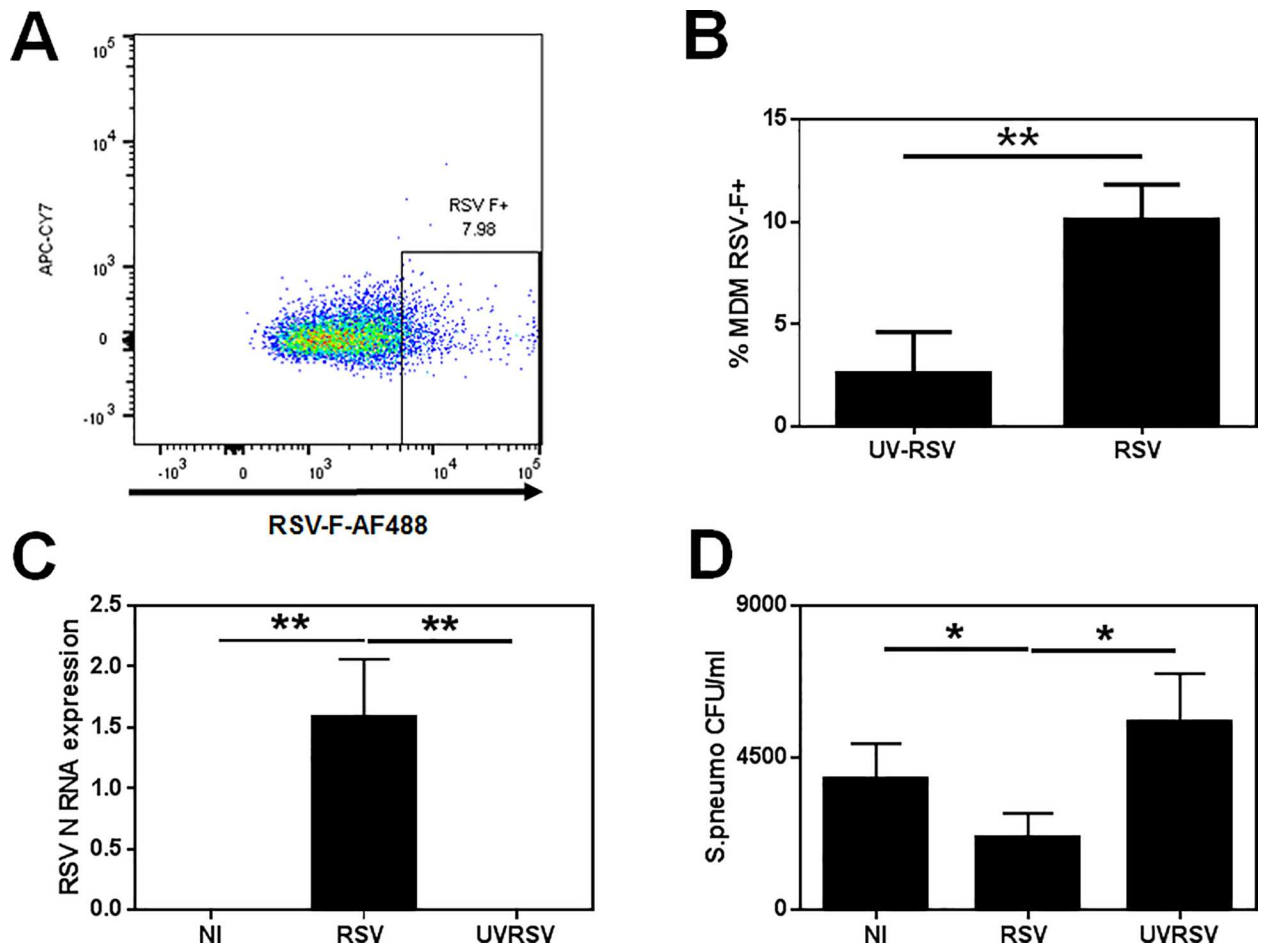 A
10^5
10^4
10^3
0
-10^3
APC-CY7
RSV F+
7.98
-10^3 0 10^3 10^4 10^5
RSV-F-AF488
B
15
10
5
0
% MDM RSV-F+
**
UV-RSV RSV
C
2.5
2.0
1.5
1.0
0.5
0.0
RSV N RNA expression
** **
NI RSV UVRSV
D
9000
4500
0
S.pneumo CFU/ml
* *
NI RSV UVRSV